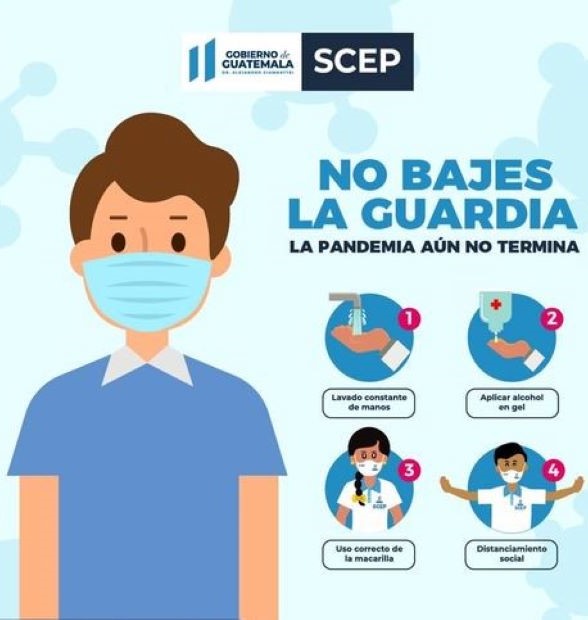 GOBIERNO de
GUATEMALA
DR. ALEJANDRO GIAMMATTEI
SCEP
NO BAJES
LA GUARDIA
LA PANDEMIA AÚN NO TERMINA
1
Lavado constante
de manos
2
Aplicar alcohol
en gel
3
SCEP
Uso correcto de
la macarilla
4
SCEP
Distanciamiento
social